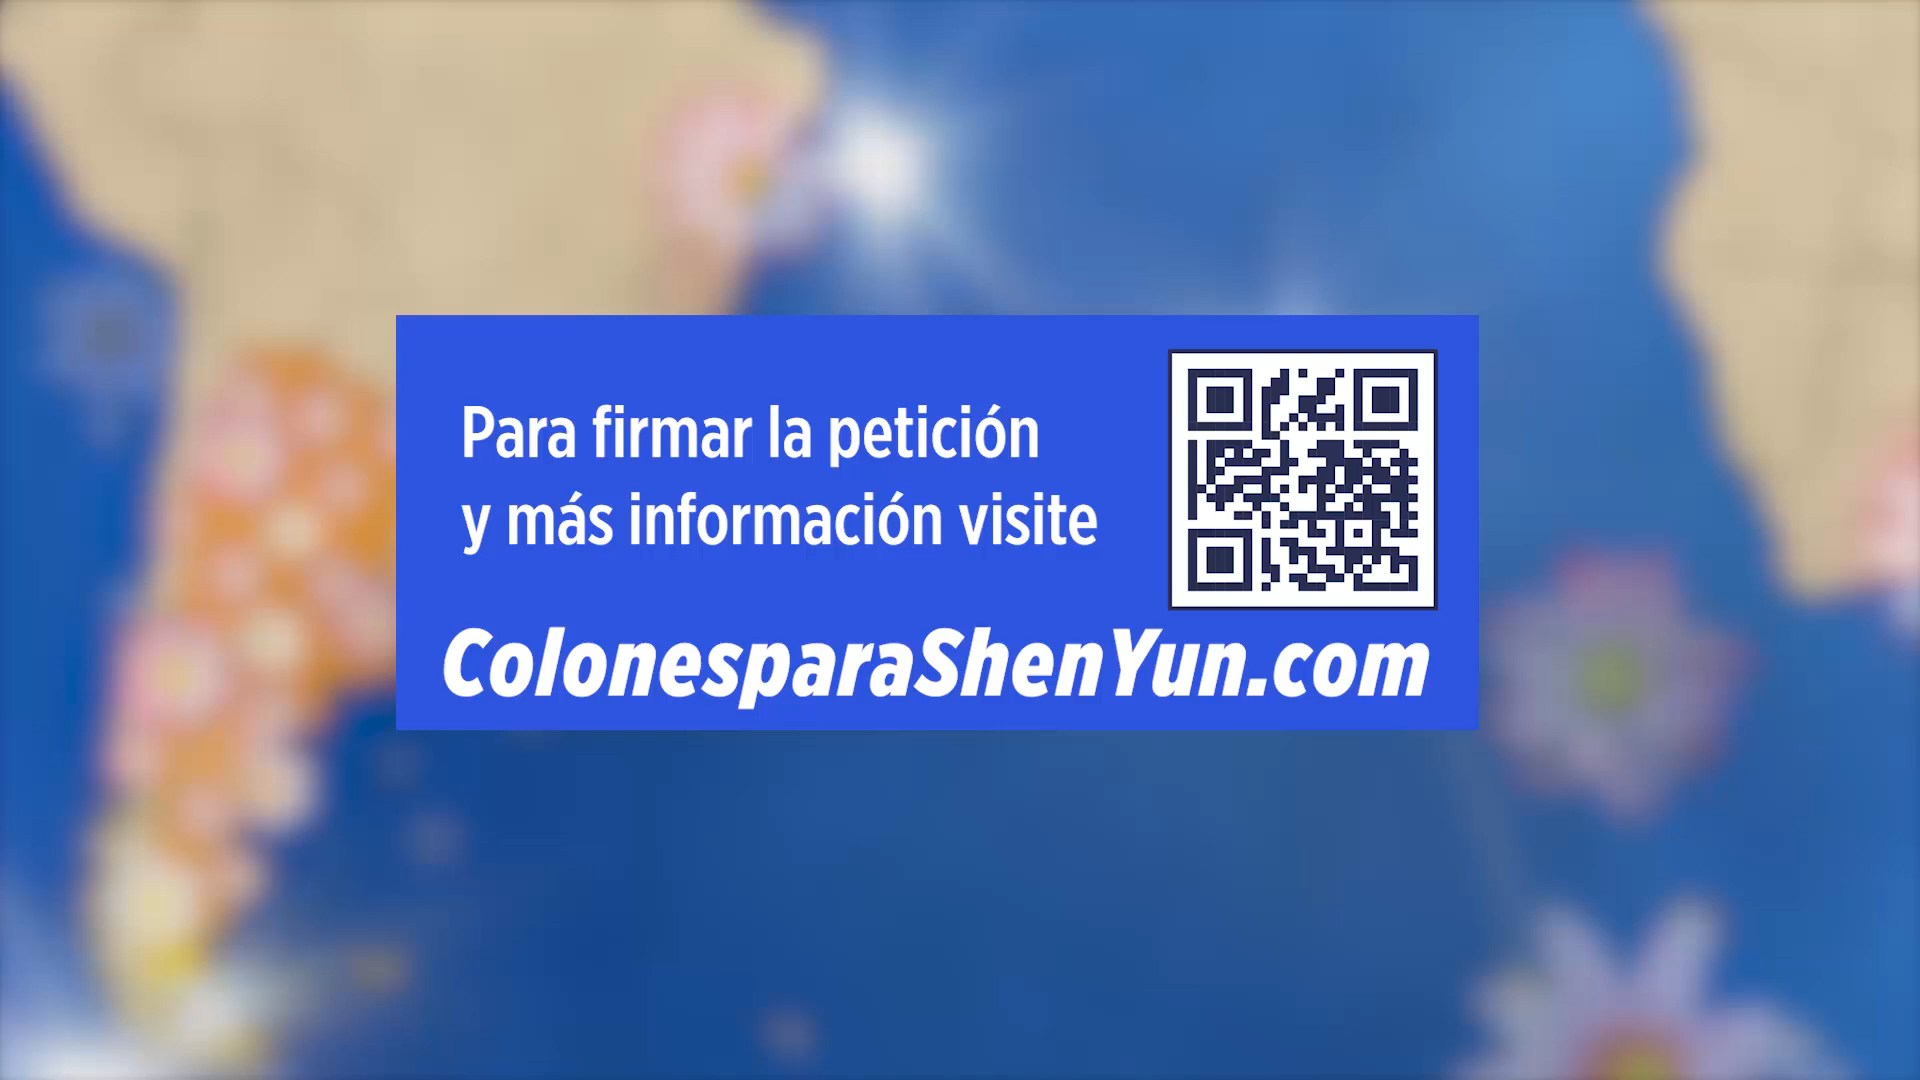 Para firmar la petición
y más información visite
ColonesparaShenYun.com